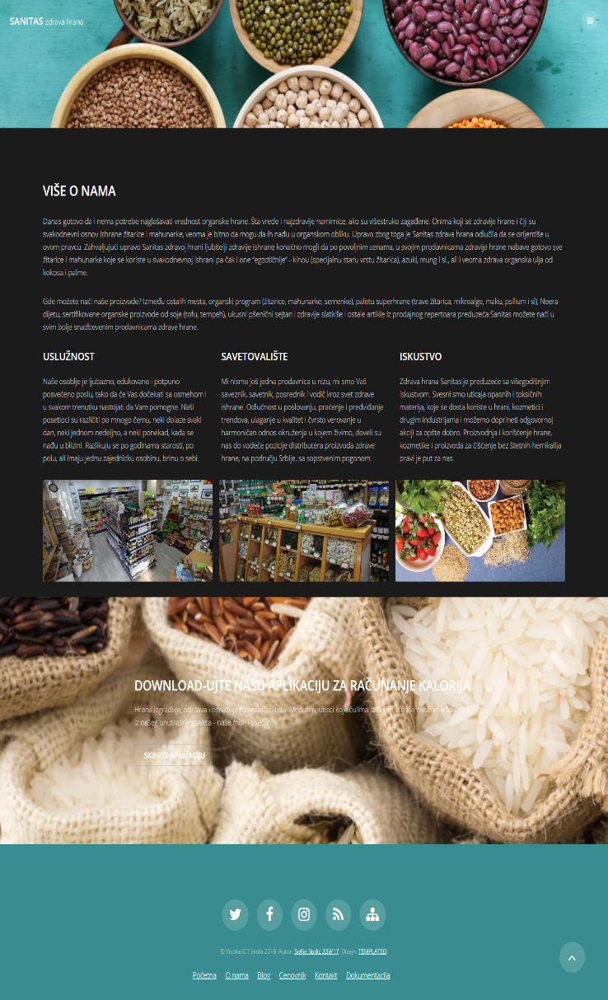 SANITAS zdrava hrana
VIŠE O NAMA
Danas gotovo da i nema potrebe naglašavati vrednost organske hrane. Šta vrede i najzdravije namirnice, ako su višestruko zagađene. Onima koji se zdravije hrane i čiji su
svakodnevni osnov ishrane žitarice i mahunarke, veoma je bitno da mogu da ih nađu u organskom obliku. Upravo zbog toga je Sanitas zdrava hrana odlučila da se orijentiše u
ovom pravcu. Zahvaljujući upravo Sanitas zdravoj hrani ljubitelji zdravije ishrane konačno mogli da po povoljnim cenama, u svojim prodavnicama zdravije hrane nabave gotovo sve
žitarice i mahunarke koje se koriste u svakodnevnoj ishrani pa čak i one "egzotičnije" - kinou (specijalnu staru vrstu žitarica), azuki, mung i sl., ali i veoma zdrava organska ulja od
kokosa i palme.
Gde možete naći naše proizvode? Između ostalih mesta, organski program (žitarice, mahunarke, semenke), paletu superhrane (trave žitarica, mikroalge, maku, psilium i sl), Neera
dijetu, sertifikovane organske proizvode od soje (tofu, tempeh), ukusni pšenični sejtan i zdravije slatkiše i ostale artikle iz prodajnog repertoara preduzeća Sanitas možete naći u
svim bolje snadbevenim prodavnicama zdrave hrane.
USLUŽNOST
Naše osoblje je ljubazno, edukovano i potpuno
posvećeno poslu, tako da će Vas dočekati sa osmehom i
u svakom trenutku nastojati da Vam pomogne. Naši
posetioci su različiti po mnogo čemu, neki dolaze svaki
dan, neki jednom nedeljno, a neki ponekad, kada se
nađu u blizini. Razlikuju se po godinama starosti, po
polu, ali imaju jednu zajedničku osobinu, brinu o sebi.
SAVETOVALIŠTE
Mi nismo još jedna prodavnica u nizu, mi smo Vaš
saveznik, savetnik, posrednik i vodič kroz svet zdrave
ishrane. Odlučnost u poslovanju, praćenje i predviđanje
trendova, ulaganje u kvalitet i čvrsto verovanje u
harmoničan odnos okruženja u kojem živimo, doveli su
nas do vodeće pozicije distributera proizvoda zdrave
hrane, na području Srbije, sa sopstvenim pogonom.
ISKUSTVO
Zdrava hrana Sanitas je preduzeće sa višegodišnjim
iskustvom. Svesni smo uticaja opasnih i toksičnih
materija, koje se dosta koriste u hrani, kozmetici i
drugim industrijama i možemo doprineti odgovornoj
akciji za opšte dobro. Proizvodnja i korišćenje hrane,
kozmetike i proizvoda za čišćenje bez štetnih hemikalija
pravi je put za nas.
DOWNLOAD-UJTE NAŠU APLIKACIJU ZA RAČUNANJE KALORIJA
Hrana izgrađuje, održava i osnažuje naše fizičko telo. Međutim, utisci koje čulima stičemo iz naše okoline, a takođe i
iz našeg unutrašnjeg sveta - naše misli i osećanja
SKINITE APLIKACIJU
© Visoka ICT škola 2019. Autor: Sofija Stokić 339/17. Dizajn: TEMPLATED.
Početna O nama Blog Cenovnik Kontakt Dokumentacija